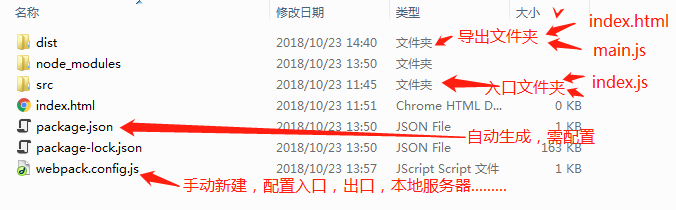 修改日期 类型 大小
index.html
dist 2018/10/23 14:40 文件夹 导出文件夹
main.js
node_modules 2018/10/23 13:50 文件夹
src 2018/10/23 11:45 文件夹 入口文件夹 index.js
index.html 2018/10/23 11:51 Chrome HTML D... 0 KB
package.json 2018/10/23 13:50 JSON File 1 KB
自动生成，需配置
package-lock.json 2018/10/23 13:50 JSON File 163 KB
webpack.config.js 2018/10/23 13:57 JScript Script 文件 1 KB
手动新建，配置入口，出口，本地服务器.........